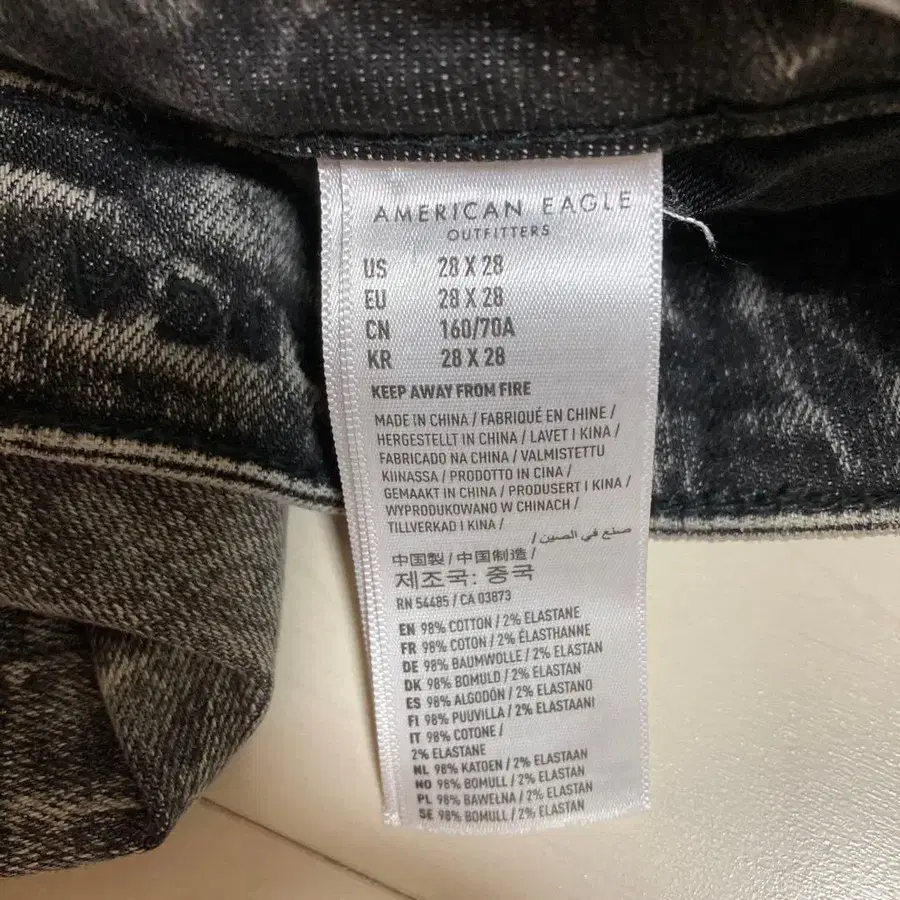 AMERICAN EAGLE
OUTFITTERS
US 28 X 28
EU 28 X 28
CN 160/70A
KR 28 X 28
KEEP AWAY FROM FIRE
MADE IN CHINA / FABRIQUÉ EN CHINE /
HERGESTELLT IN CHINA / LAVET I KINA /
FABRICADO NA CHINA / VALMISTETTU
KIINASSA / PRODOTTO IN CINA /
GEMAAKT IN CHINA / PRODUSERT I KINA /
WYPRODUKOWANO W CHINACH /
TILLVERKAD I KINA /
صنع في الصين /
中国製 / 中国制造 /
제조국: 중국
RN 54485 / CA 03873
EN 98% COTTON / 2% ELASTANE
FR 98% COTON / 2% ÉLASTHANNE
DE 98% BAUMWOLLE / 2% ELASTAN
DK 98% BOMULD / 2% ELASTAN
ES 98% ALGODÓN / 2% ELASTANO
FI 98% PUUVILLA / 2% ELASTAANI
IT 98% COTONE /
2% ELASTANE
NL 98% KATOEN / 2% ELASTAAN
NO 98% BOMULL / 2% ELASTAN
PL 98% BAWEŁNA / 2% ELASTAN
SE 98% BOMULL / 2% ELASTAN